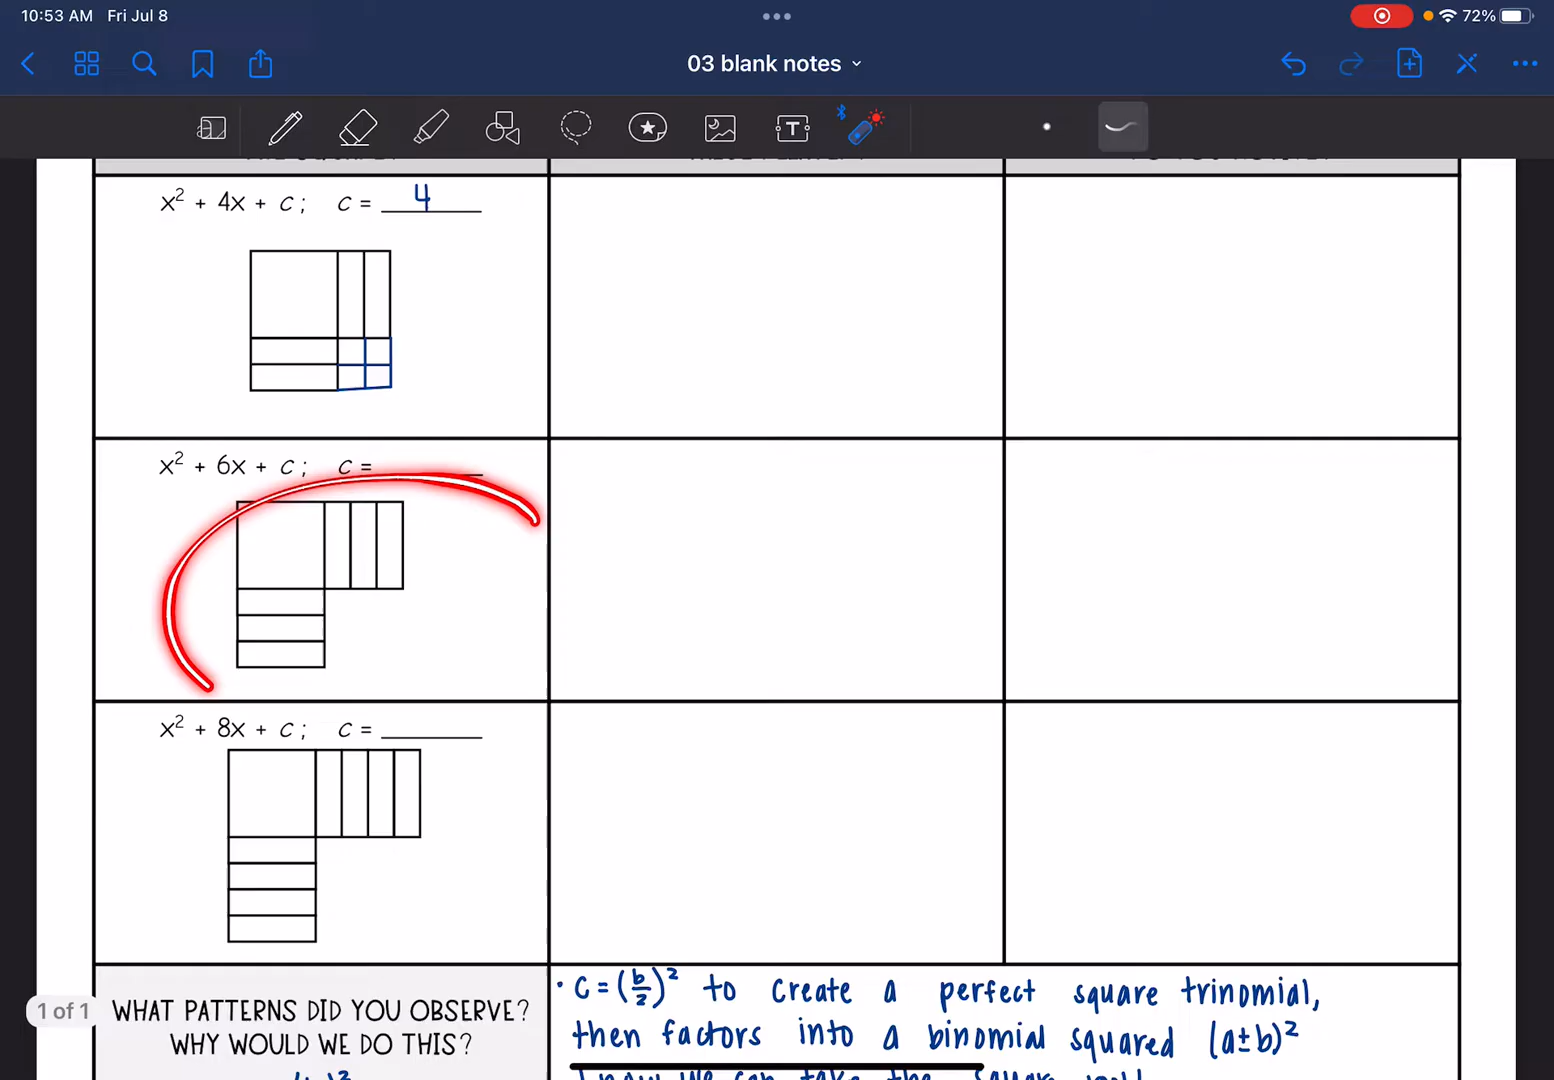 10:53 AM Fri Jul 8
72%
03 blank notes
x² + 4x + c ; c = 4
x² + 6x + c ; c =
x² + 8x + c ; c = ________
1 of 1
WHAT PATTERNS DID YOU OBSERVE?
WHY WOULD WE DO THIS?
· C = (b/2)² to create a perfect square trinomial,
then factors into a binomial squared (a±b)²